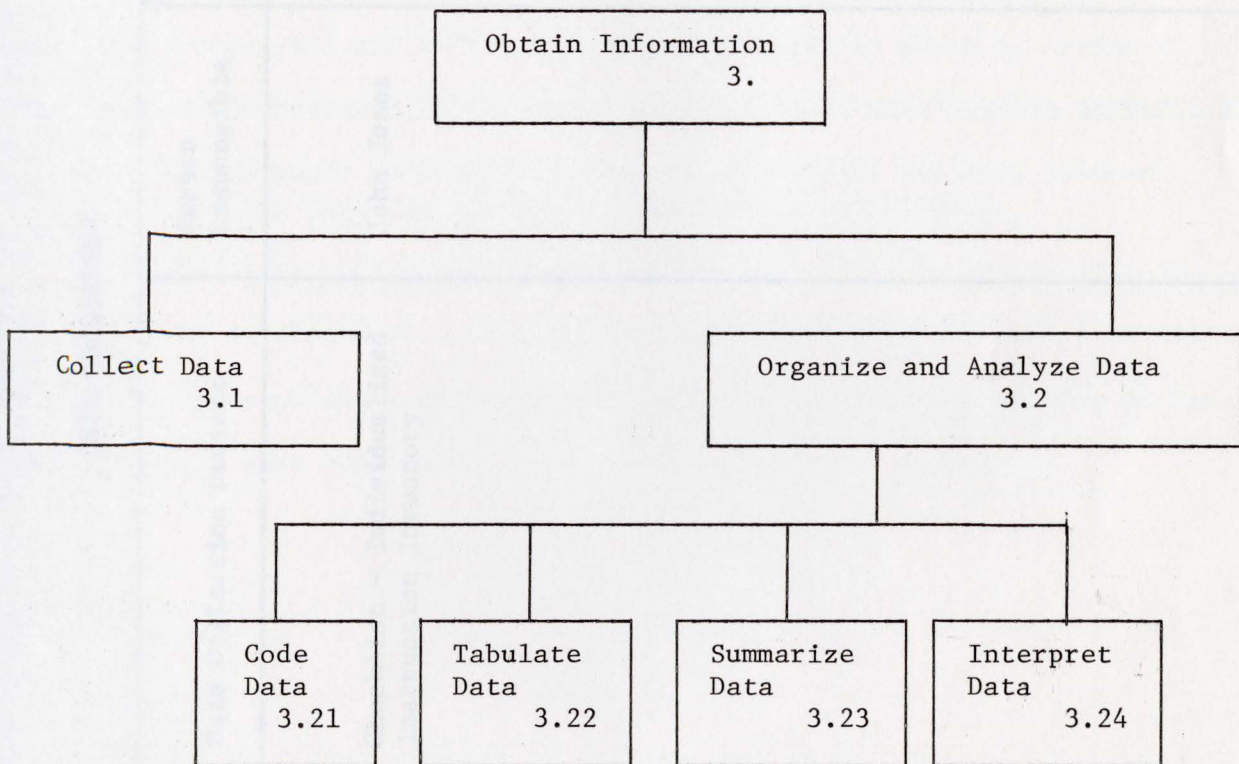 Obtain Information
3.
Collect Data
3.1
Organize and Analyze Data
3.2
Code
Data
3.21
Tabulate
Data
3.22
Summarize
Data
3.23
Interpret
Data
3.24